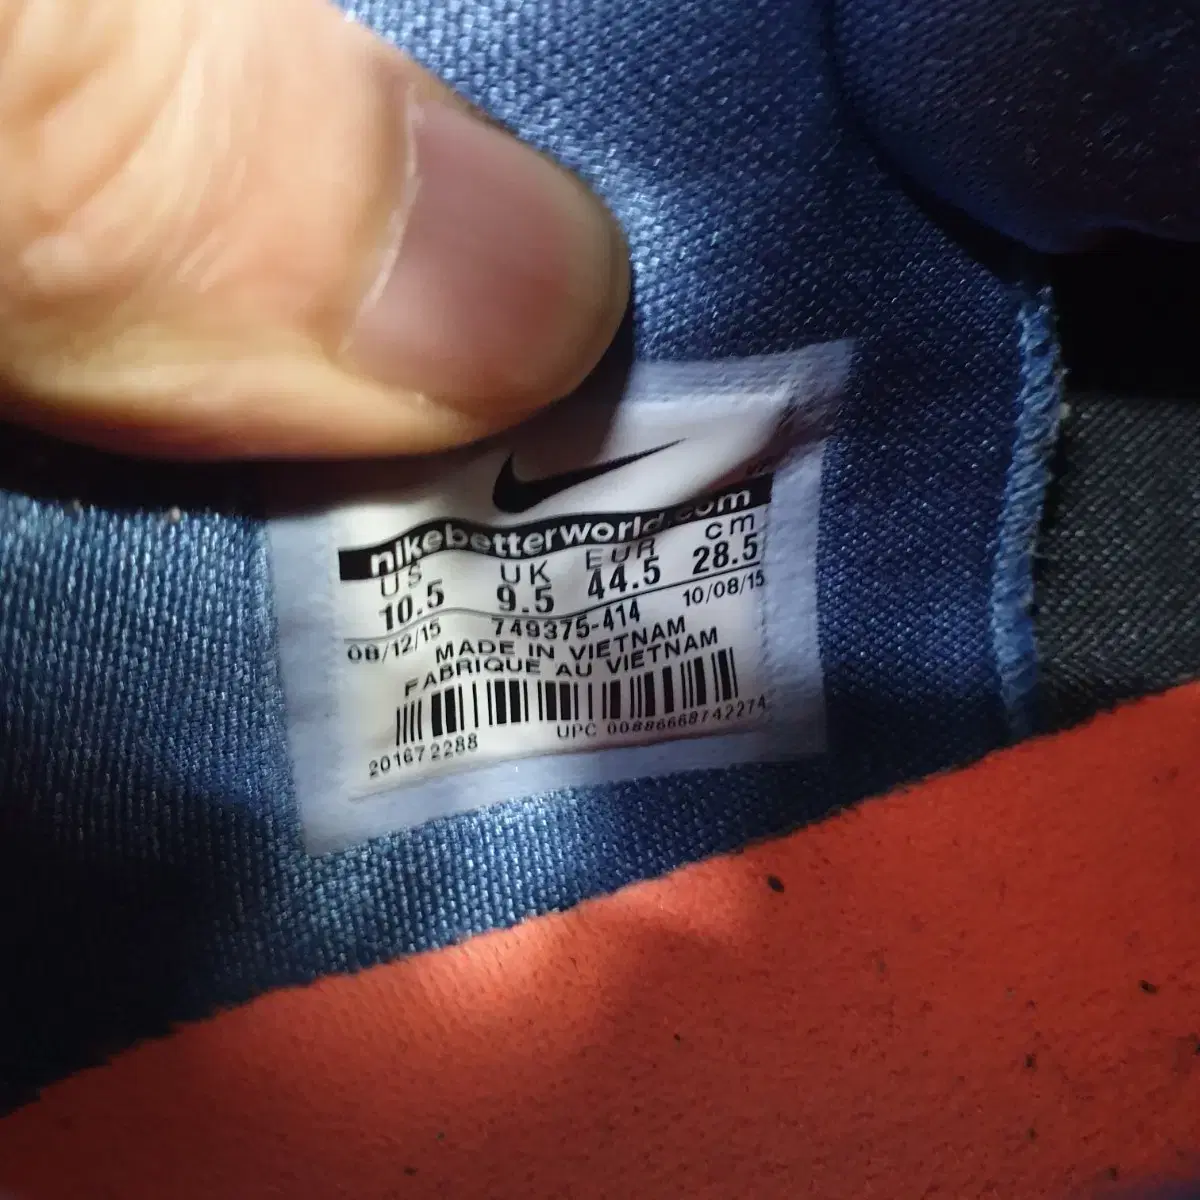 nikebetterworld.com
US UK EUR cm
10.5 9.5 44.5 28.5
08/12/15 749375-414 10/08/15
MADE IN VIETNAM
FABRIQUE AU VIETNAM
201672288 UPC 00886668742274